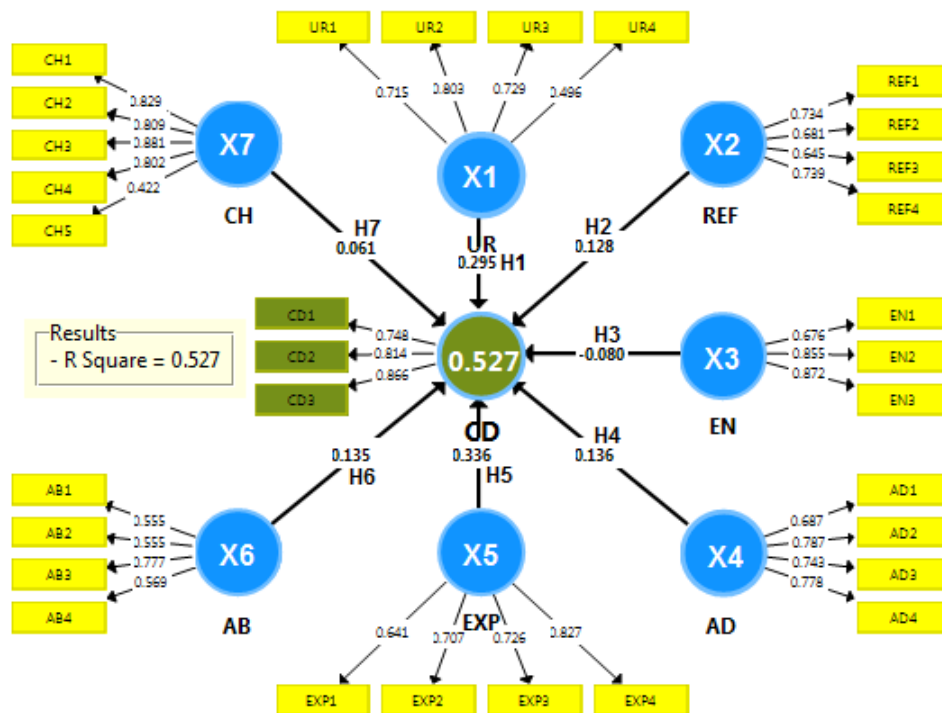 UR1
UR2
UR3
UR4
0.715
0.803
0.729
0.496
X1
UR
0.295 H1
CH1
CH2
CH3
CH4
CH5
0.829
0.809
0.881
0.802
0.422
X7
CH
H7
0.061
REF1
REF2
REF3
REF4
0.734
0.681
0.645
0.739
X2
REF
H2
0.128
Results
- R Square = 0.527
CD1
CD2
CD3
0.748
0.814
0.866
0.527
CD
H3
-0.080
X3
EN
0.676
0.855
0.872
EN1
EN2
EN3
AB1
AB2
AB3
AB4
0.555
0.555
0.777
0.569
X6
AB
0.135
H6
0.336
H5
X5
EXP
0.641
0.707
0.726
0.827
EXP1
EXP2
EXP3
EXP4
H4
0.136
X4
AD
0.687
0.787
0.743
0.778
AD1
AD2
AD3
AD4